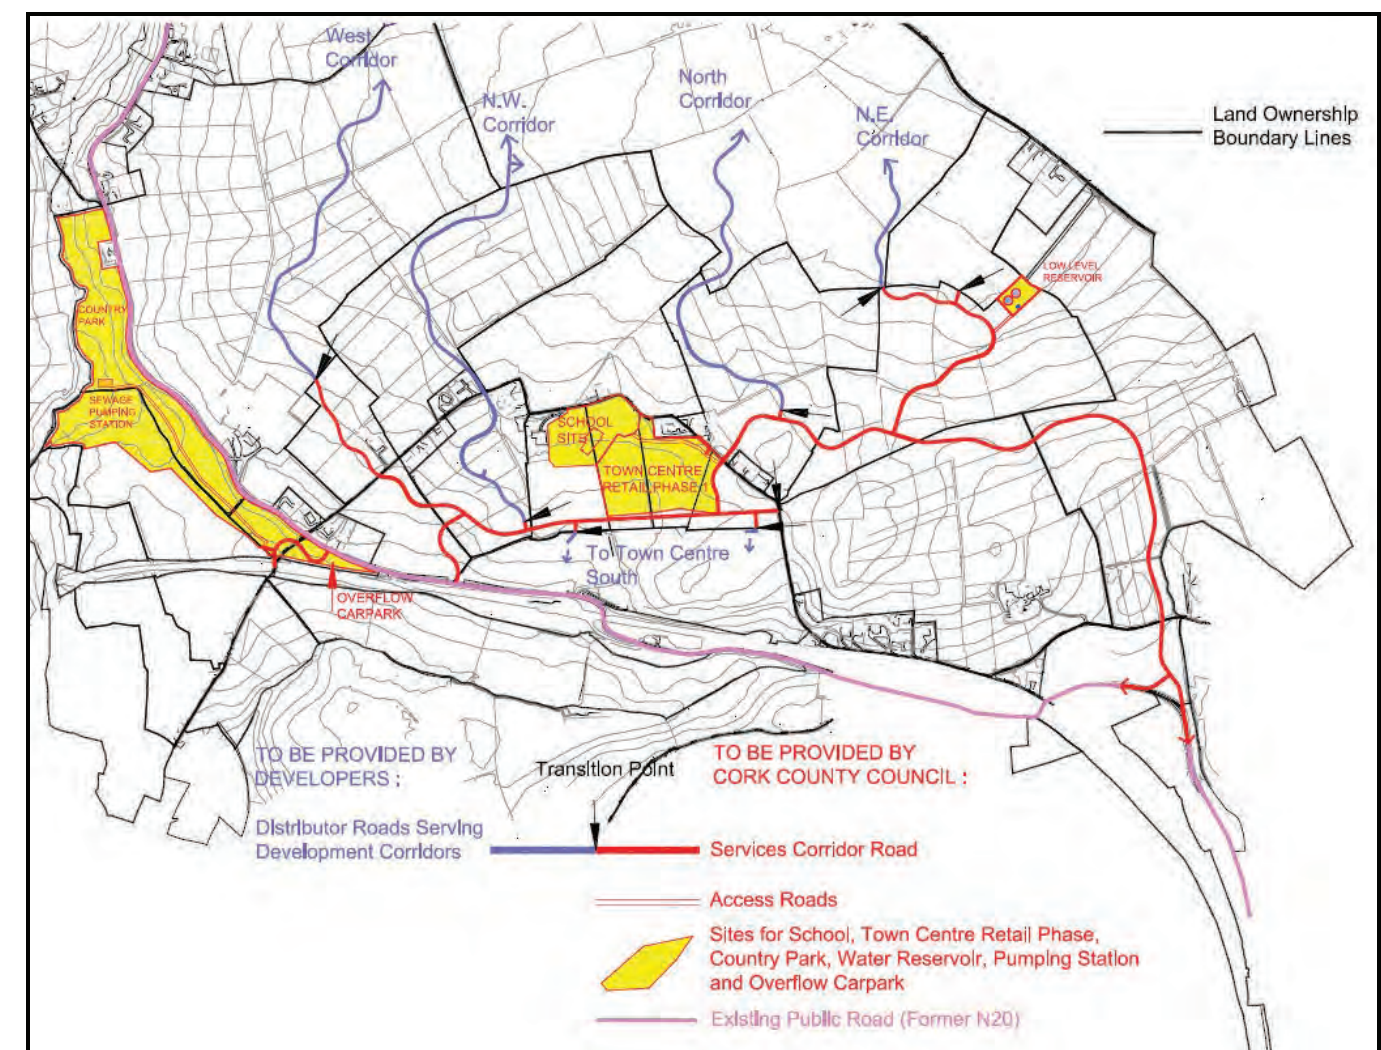 West
Corridor
N.W.
Corridor
North
Corridor
N.E.
Corridor
Land Ownership
Boundary Lines
LOW LEVEL
RESERVOIR
COUNTRY
PARK
SEWAGE
PUMPING
STATION
SCHOOL
SITE
TOWN CENTRE
RETAIL PHASE 1
To Town Centre
South
OVERFLOW
CARPARK
TO BE PROVIDED BY
DEVELOPERS :
Transition Point
TO BE PROVIDED BY
CORK COUNTY COUNCIL :
Distributor Roads Serving
Development Corridors
Services Corridor Road
Access Roads
Sites for School, Town Centre Retail Phase,
Country Park, Water Reservoir, Pumping Station
and Overflow Carpark
Existing Public Road (Former N20)